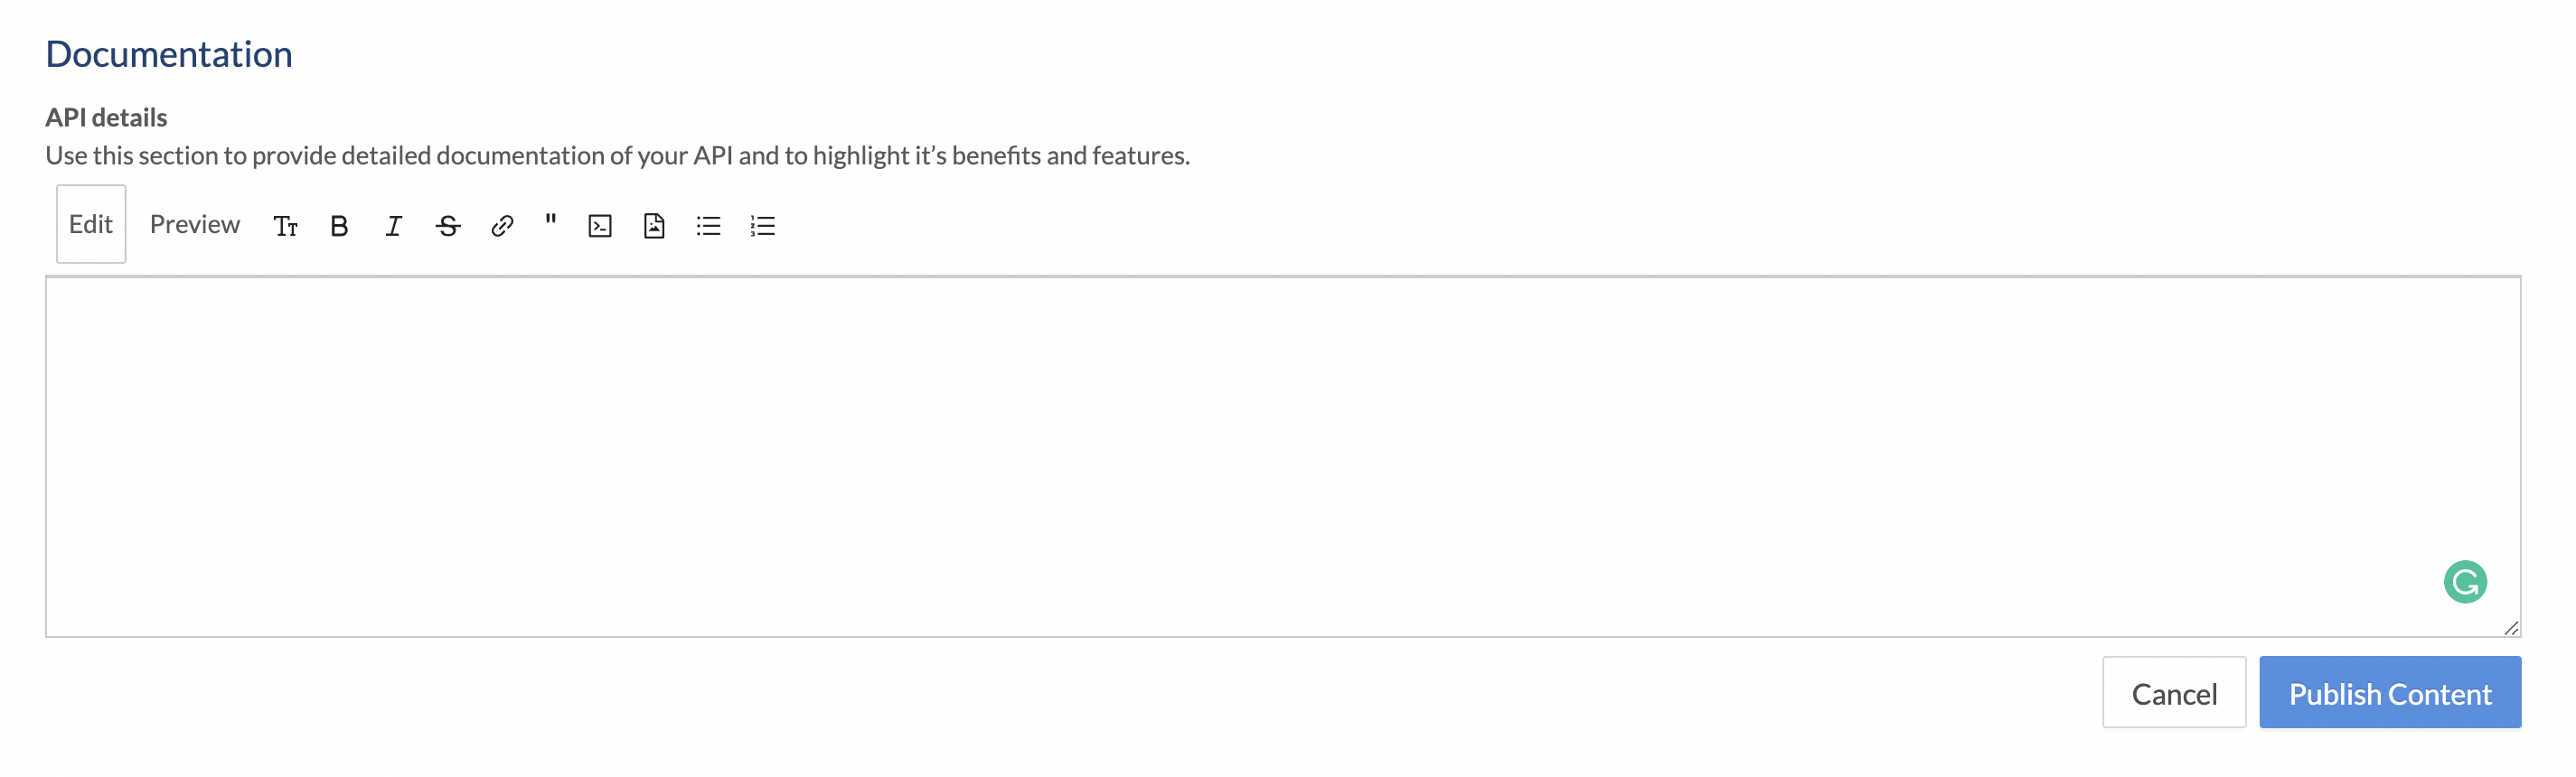 Documentation
API details
Use this section to provide detailed documentation of your API and to highlight it’s benefits and features.
Edit Preview Tт B I S "
Cancel Publish Content